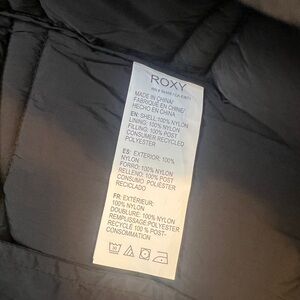 ROXY
MADE IN CHINA/
FABRIQUE EN CHINE/
HECHO EN CHINA
EN: SHELL:100% NYLON
LINING: 100% NYLON
FILLING: 100% POST
CONSUMER RECYCLED
POLYESTER
ES: EXTERIOR: 100%
NYLON
FORRO: 100% NYLON
RELLENO: 100% POST
CONSUMO POLIESTER
RECICLADO
FR: EXTÉRIEUR:
100% NYLON
DOUBLURE: 100% NYLON
REMPLISSAGE:POLYESTER
RECYCLÉ 100 % POST-
CONSOMMATION